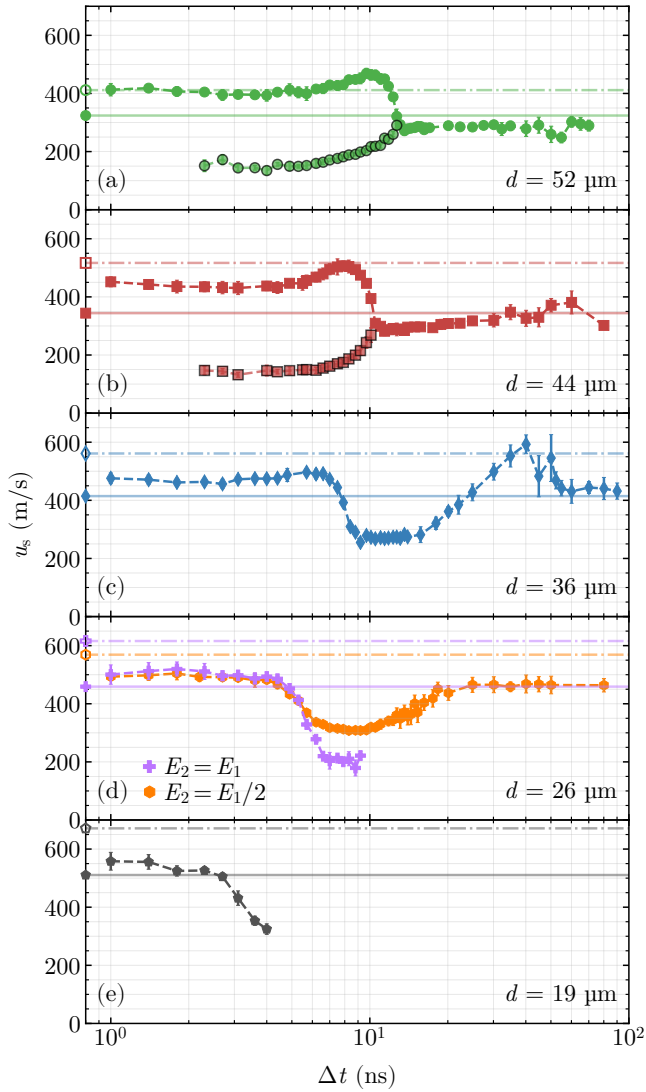 600
400
200
0
(a)
d = 52 µm
600
400
200
0
(b)
d = 44 µm
600
400
200
0
(c)
d = 36 µm
u_s (m/s)
600
400
200
0
(d)
E_2 = E_1
E_2 = E_1/2
d = 26 µm
600
400
200
0
(e)
d = 19 µm
10^0
10^1
10^2
Δt (ns)